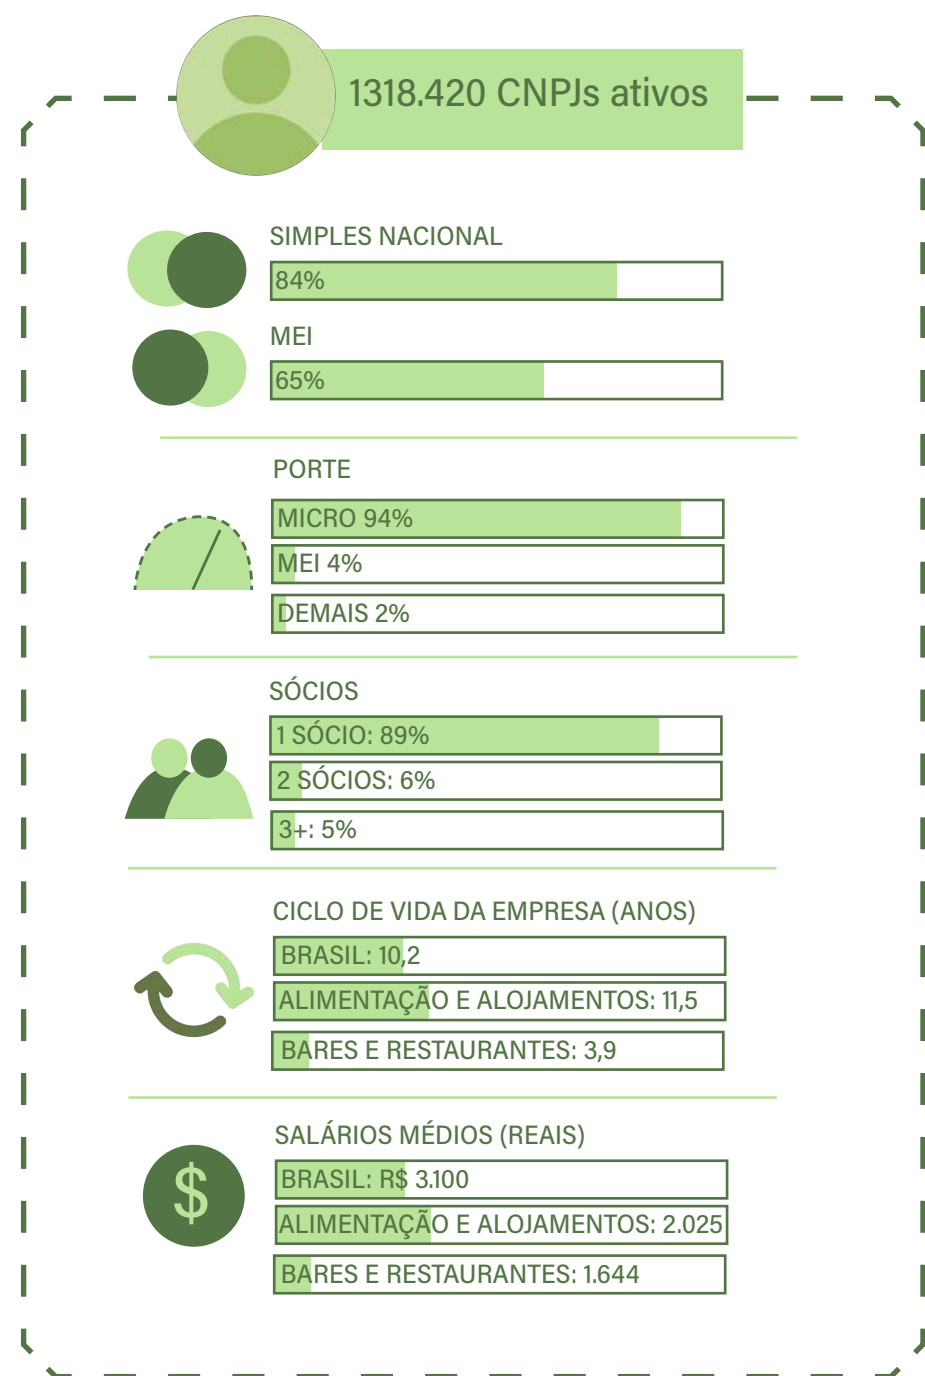 1318.420 CNPJs ativos
SIMPLES NACIONAL
84%
MEI
65%
PORTE
MICRO 94%
MEI 4%
DEMAIS 2%
SÓCIOS
1 SÓCIO: 89%
2 SÓCIOS: 6%
3+: 5%
CICLO DE VIDA DA EMPRESA (ANOS)
BRASIL: 10,2
ALIMENTAÇÃO E ALOJAMENTOS: 11,5
BARES E RESTAURANTES: 3,9
SALÁRIOS MÉDIOS (REAIS)
$
BRASIL: R$ 3.100
ALIMENTAÇÃO E ALOJAMENTOS: 2.025
BARES E RESTAURANTES: 1.644